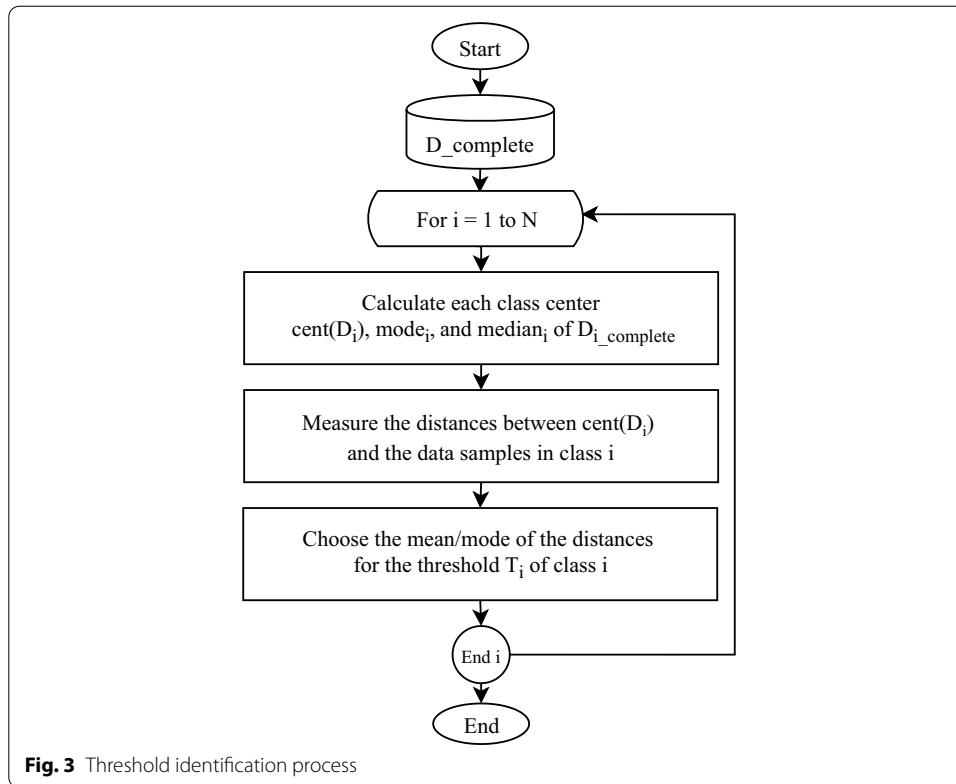 Start
D_complete
For i = 1 to N
Calculate each class center
cent(Dᵢ), modeᵢ, and medianᵢ of Dᵢ_complete
Measure the distances between cent(Dᵢ)
and the data samples in class i
Choose the mean/mode of the distances
for the threshold Tᵢ of class i
End i
End
Fig. 3 Threshold identification process